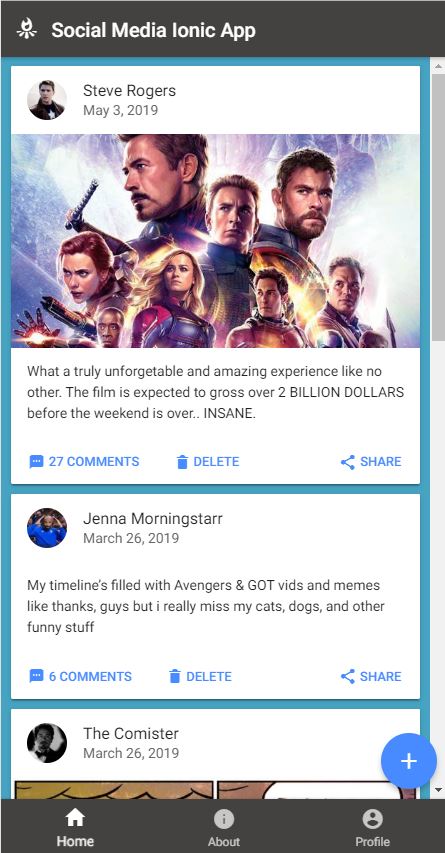 Social Media Ionic App
Steve Rogers
May 3, 2019
What a truly unforgetable and amazing experience like no
other. The film is expected to gross over 2 BILLION DOLLARS
before the weekend is over.. INSANE.
27 COMMENTS DELETE SHARE
Jenna Morningstarr
March 26, 2019
My timeline’s filled with Avengers & GOT vids and memes
like thanks, guys but i really miss my cats, dogs, and other
funny stuff
6 COMMENTS DELETE SHARE
The Comister
March 26, 2019
+
Home About Profile